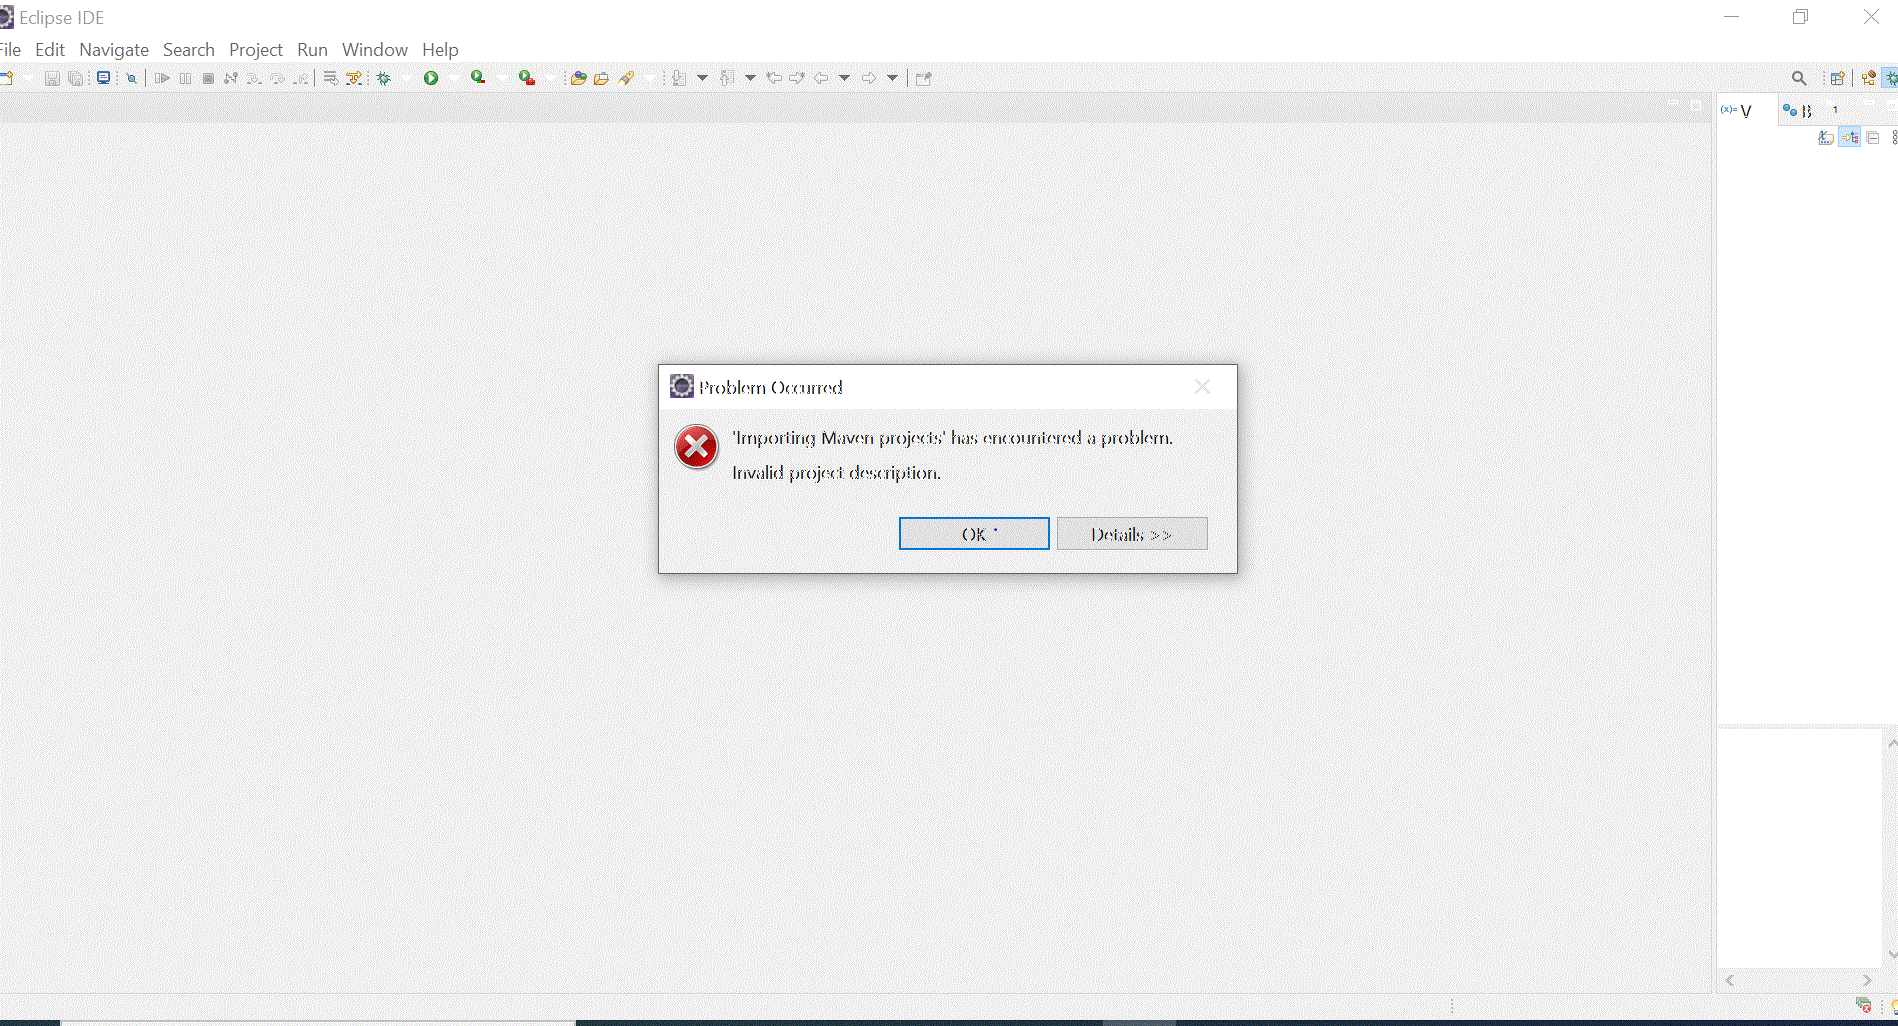 Eclipse IDE
File Edit Navigate Search Project Run Window Help
(x)= V
Problem Occurred
'Importing Maven projects' has encountered a problem.
Invalid project description.
OK
Details >>